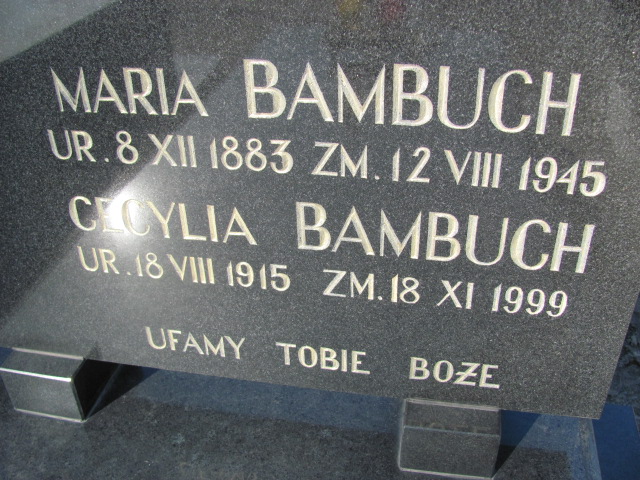 MARIA BAMBUCH
UR. 8 XII 1883 ZM. 12 VIII 1945
CECYLIA BAMBUCH
UR. 18 VIII 1915 ZM. 18 XI 1999
UFAMY TOBIE BOŻE